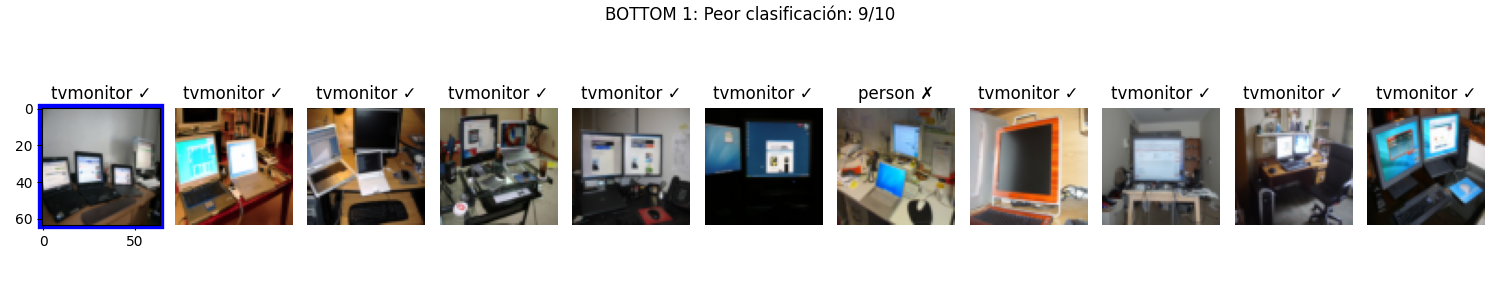 BOTTOM 1: Peor clasificación: 9/10
tvmonitor ✓ tvmonitor ✓ tvmonitor ✓ tvmonitor ✓ tvmonitor ✓ tvmonitor ✓ person ✗ tvmonitor ✓ tvmonitor ✓ tvmonitor ✓ tvmonitor ✓
0
20
40
60
0 50